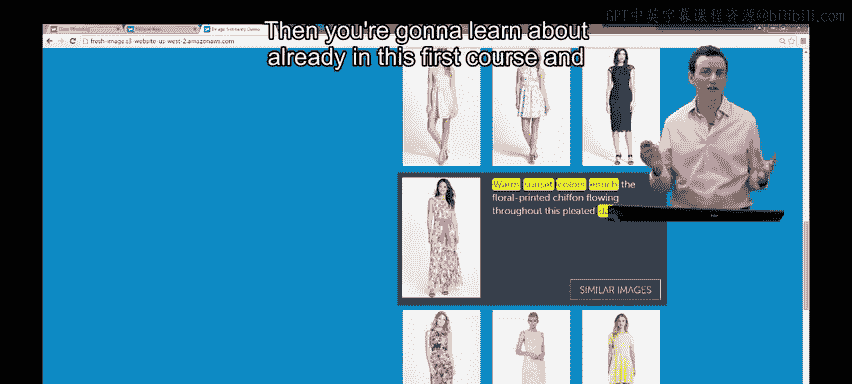 GPT中英字幕课程资源@bilibili.com
Then you're gonna learn about
already in this first course and
fresh-image.s3-website-us-west-2.amazonaws.com
Warm sunset colors enrich the
floral-printed chiffon flowing
throughout this pleated
SIMILAR IMAGES